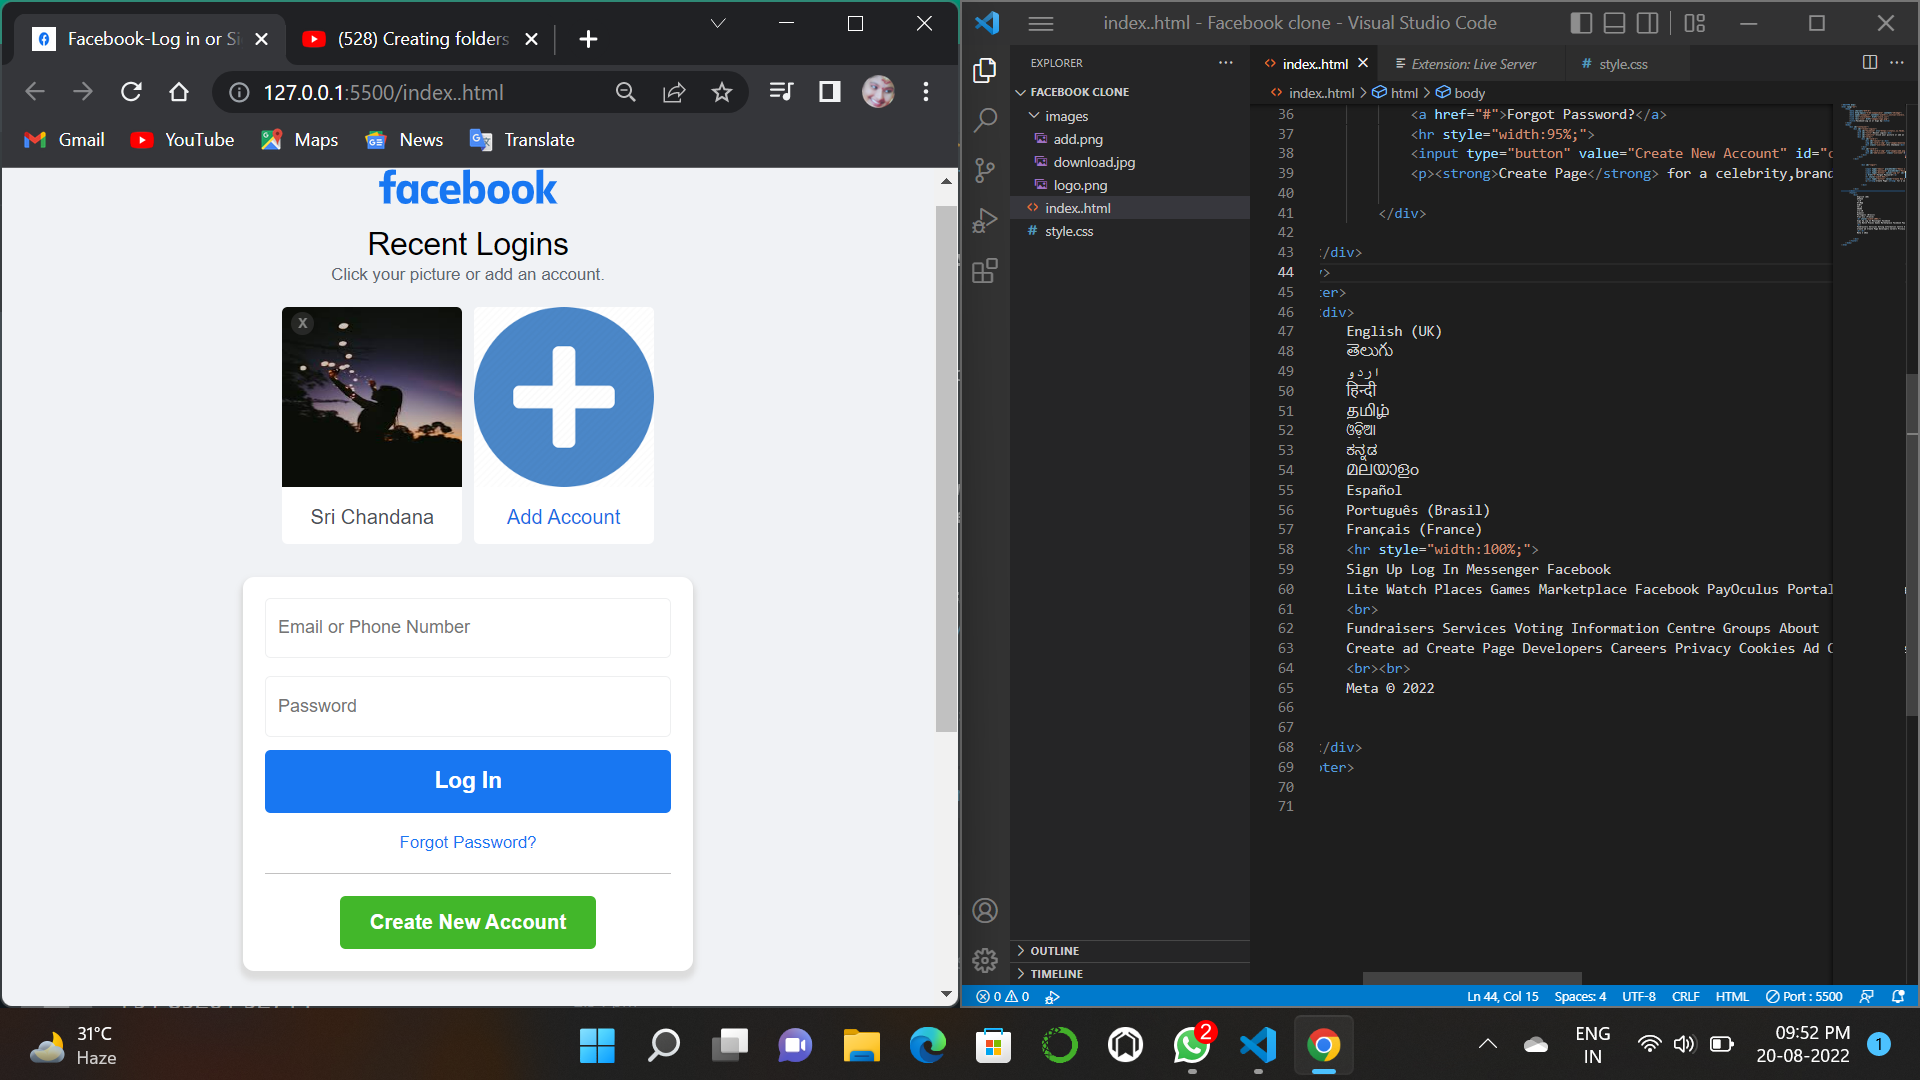 Facebook-Log in or Si
(528) Creating folders
127.0.0.1:5500/index..html
Gmail
YouTube
Maps
News
Translate
facebook
Recent Logins
Click your picture or add an account.
X
Sri Chandana
Add Account
Email or Phone Number
Password
Log In
Forgot Password?
Create New Account
index..html - Facebook clone - Visual Studio Code
EXPLORER
FACEBOOK CLONE
images
add.png
download.jpg
logo.png
index..html
style.css
OUTLINE
TIMELINE
index..html
Extension: Live Server
style.css
index..html > html > body
36 <a href="#">Forgot Password?</a>
37 <hr style="width:95%;">
38 <input type="button" value="Create New Account" id="c
39 <p><strong>Create Page</strong> for a celebrity,brand
40
41 </div>
42
43 /div>
44 >
45 er>
46 div>
47 English (UK)
48 తెలుగు
49 اردو
50 हिन्दी
51 தமிழ்
52 ଓଡ଼ିଆ
53 ಕನ್ನಡ
54 മലയാളം
55 Español
56 Português (Brasil)
57 Français (France)
58 <hr style="width:100%;">
59 Sign Up Log In Messenger Facebook
60 Lite Watch Places Games Marketplace Facebook PayOculus Portal
61 <br>
62 Fundraisers Services Voting Information Centre Groups About
63 Create ad Create Page Developers Careers Privacy Cookies Ad C
64 <br><br>
65 Meta © 2022
66
67
68 /div>
69 ter>
70
71
0 0
Ln 44, Col 15
Spaces: 4
UTF-8
CRLF
HTML
Port : 5500
31°C
Haze
2
ENG
IN
09:52 PM
20-08-2022
1